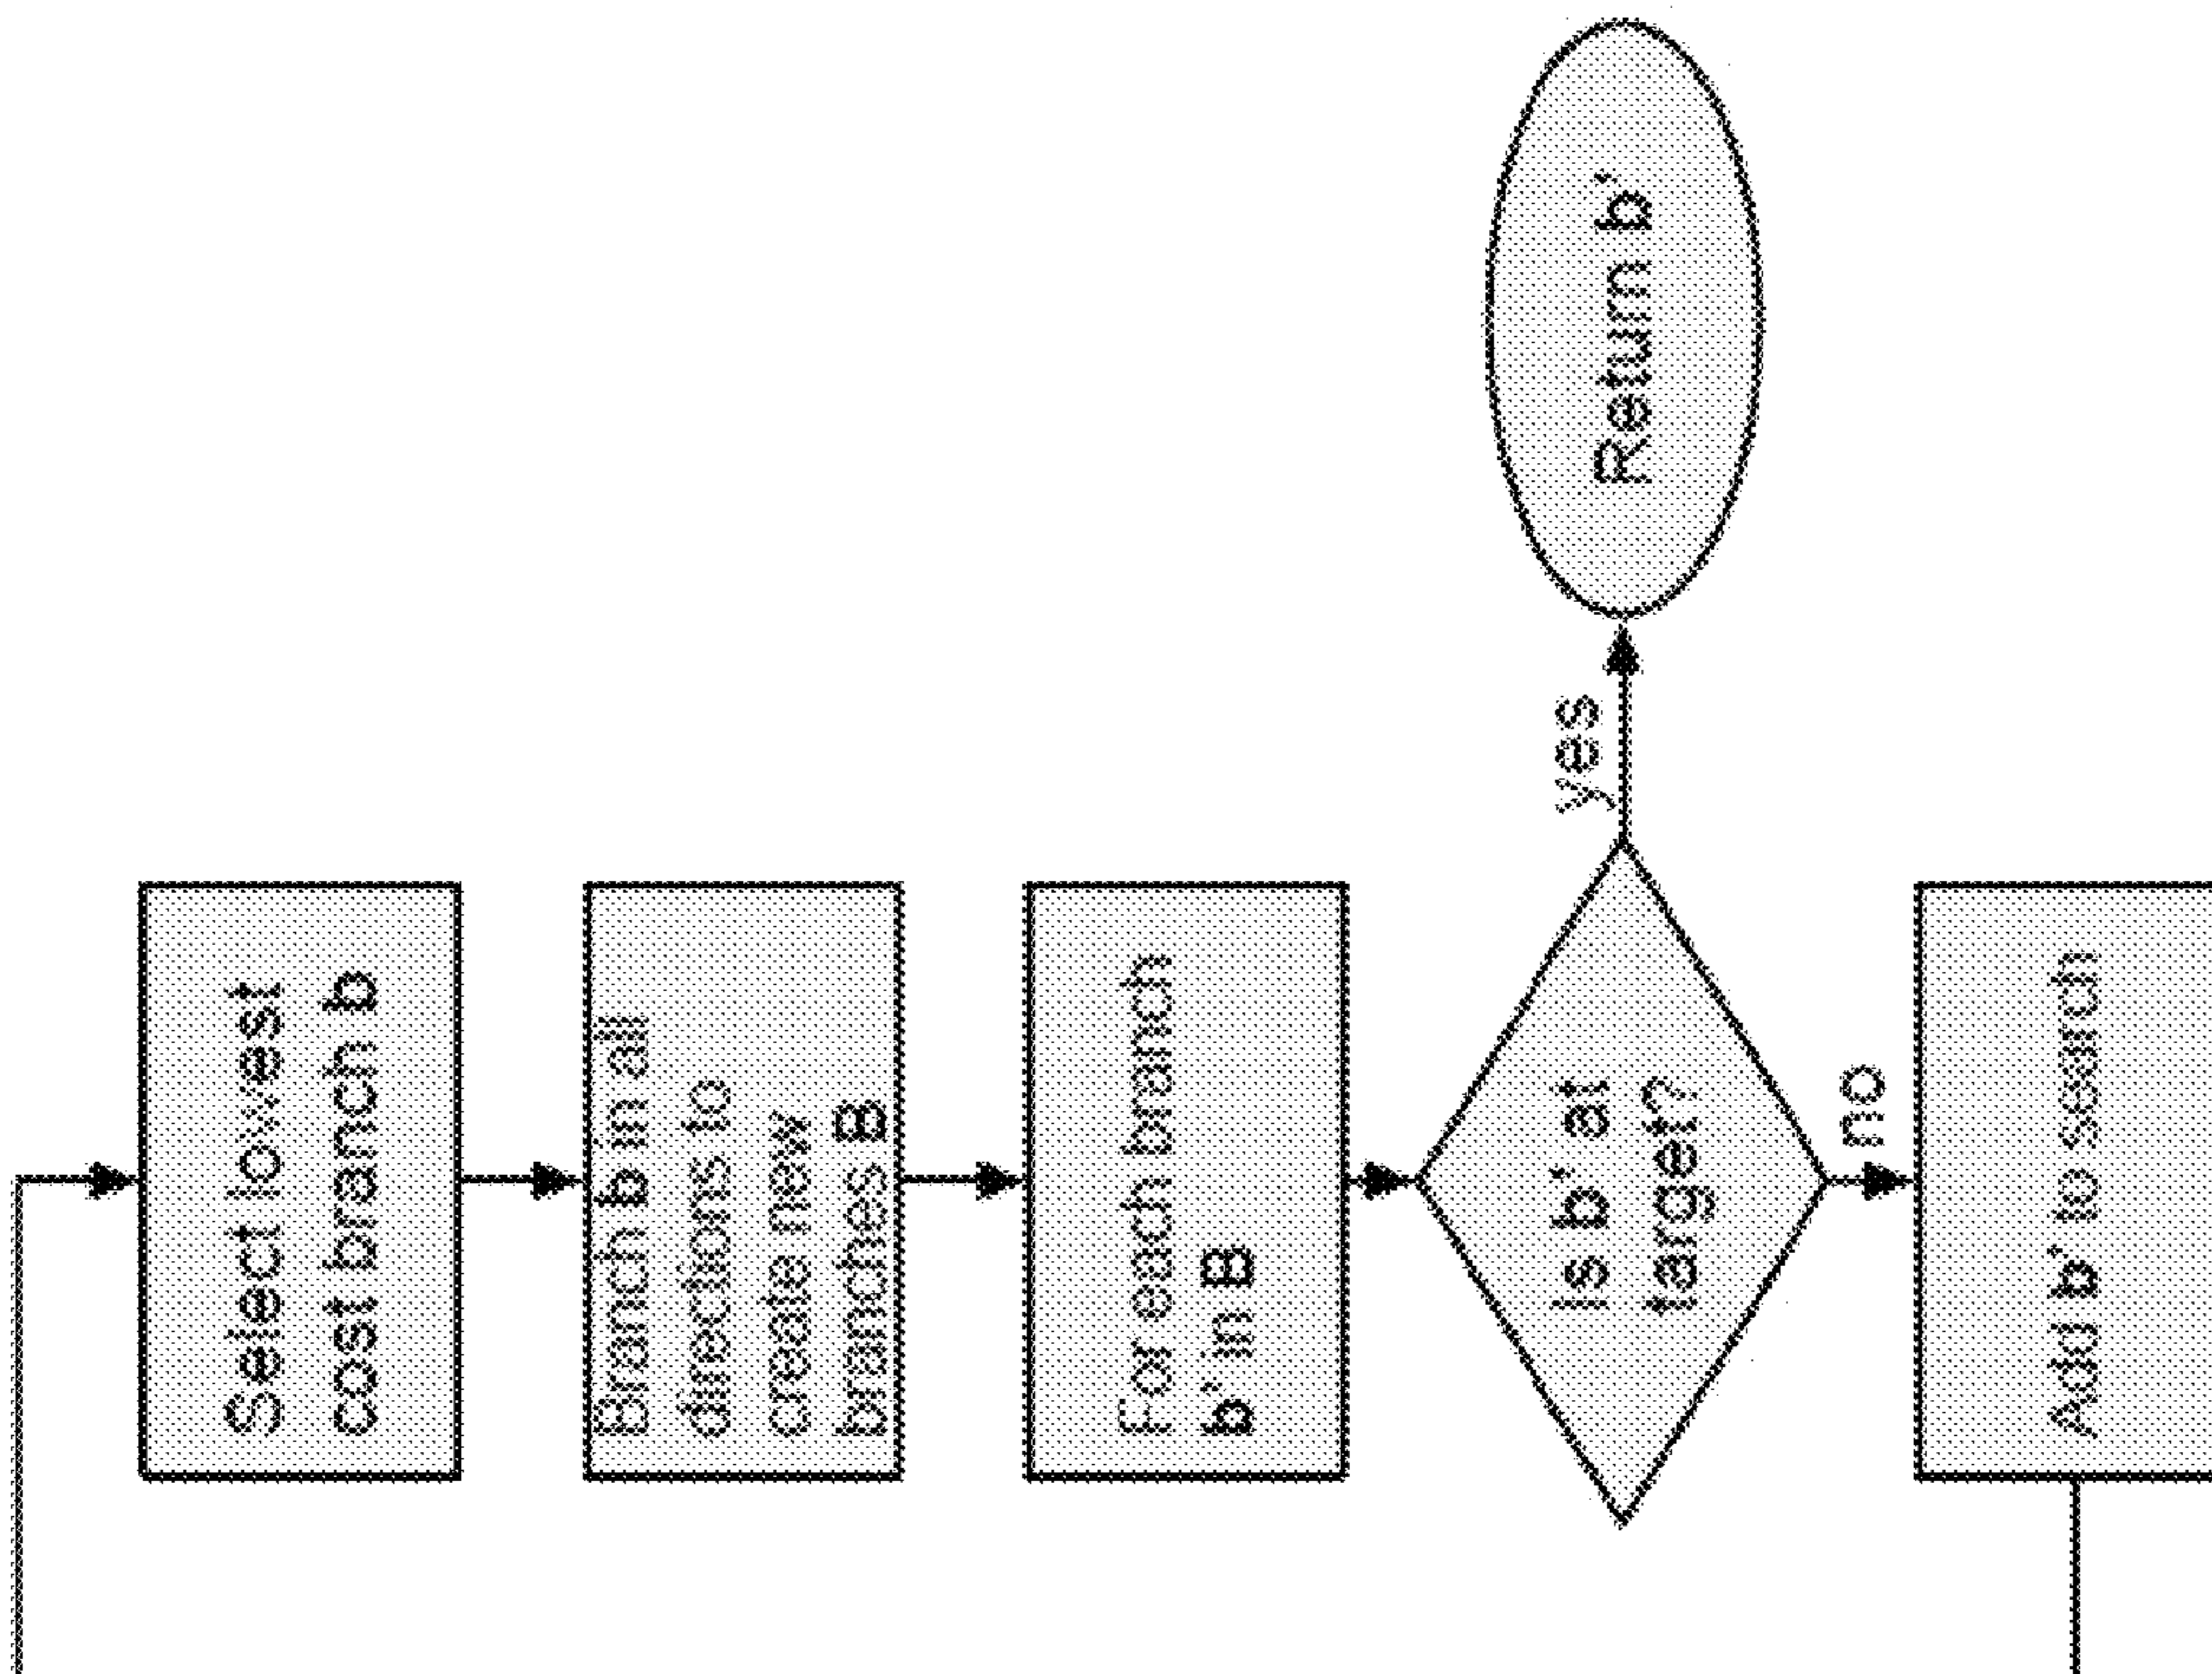 Select lowest
cost branch b
Branch b in all
directions to
create new
branches B
For each branch
b' in B
Is b' at
target?
yes
Return b'
no
Add b' to search